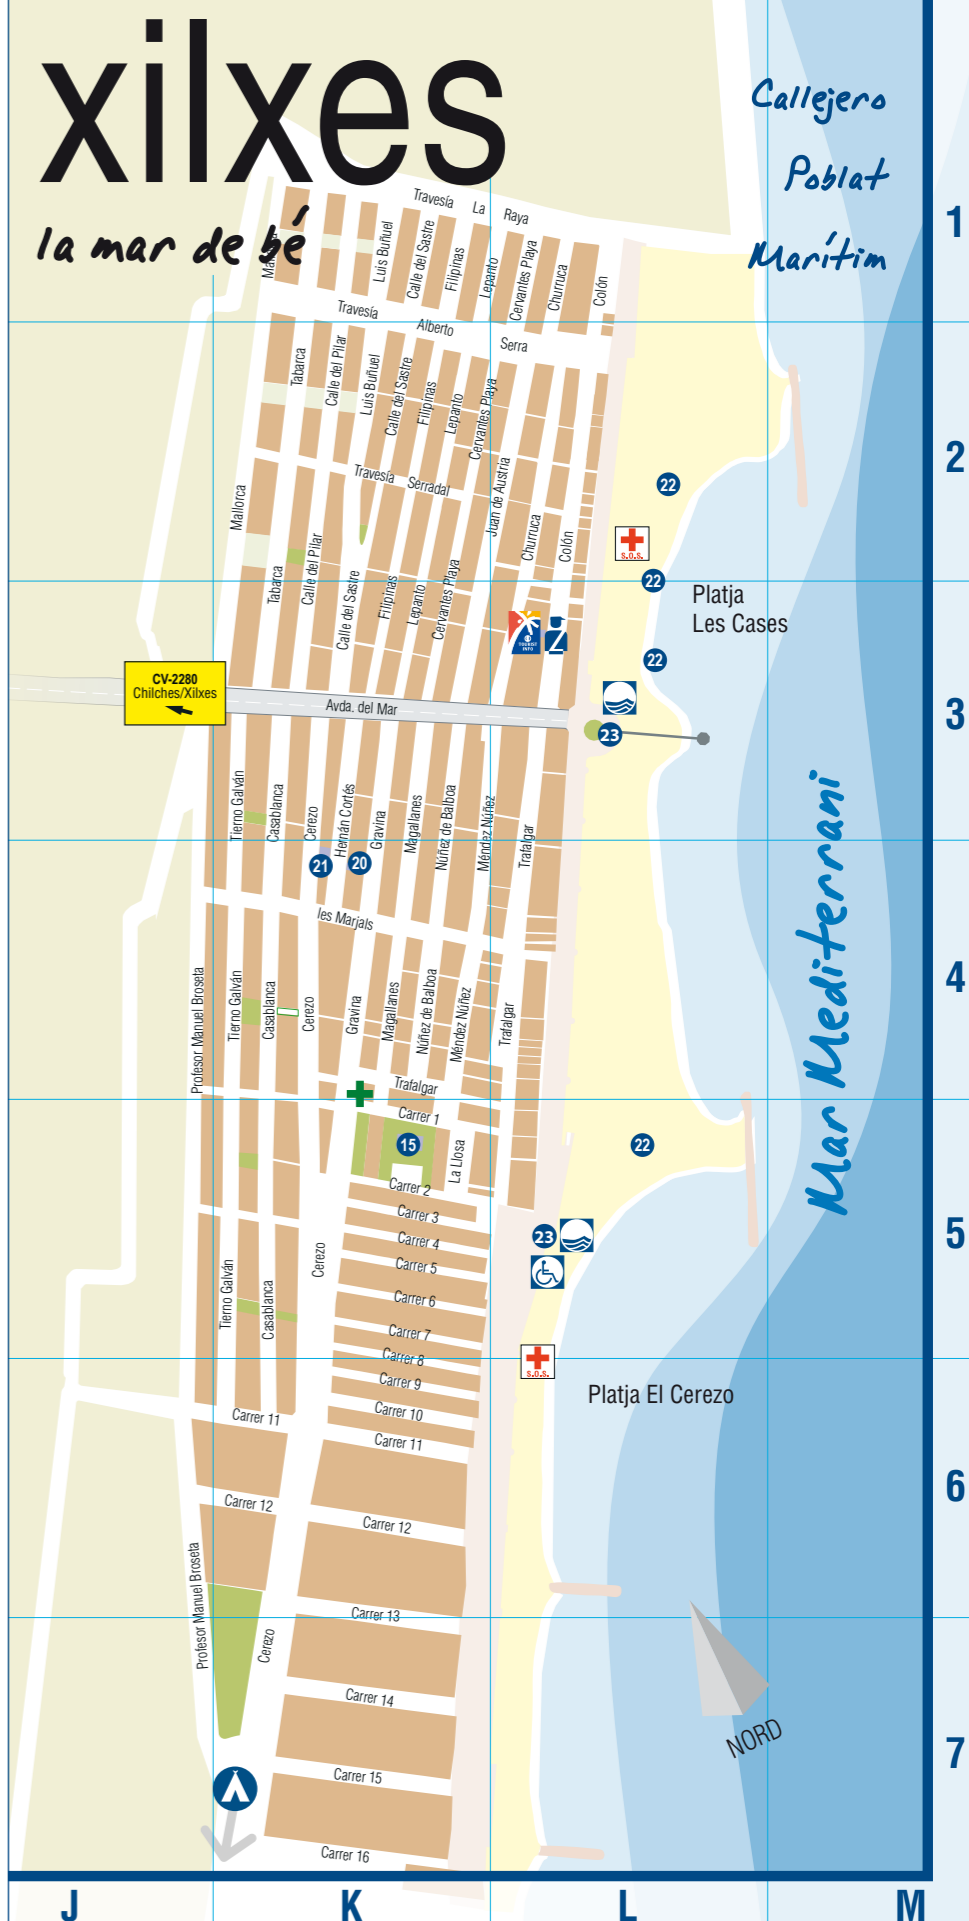 xilxes
la mar de bé
Callejero
Poblat
Marítim
1
Travesía La Raya
Luis Buñuel
Calle del Sastre
Filipinas
Lepanto
Cervantes Playa
Churruca
Colón
Travesía Alberto Serra
Tabarca
Calle del Pilar
Luis Buñuel
Calle del Sastre
Filipinas
Lepanto
Cervantes Playa
2
Travesía Serradal
Mallorca
Juan de Austria
Churruca
Colón
22
S.O.S.
Tabarca
Calle del Pilar
Calle del Sastre
Filipinas
Lepanto
Cervantes Playa
22
Platja
Les Cases
TOURIST
INFO
22
CV-2280
Chilches/Xilxes
Avda. del Mar
23
3
Tierno Galván
Casablanca
Cerezo
Hernán Cortés
Gravina
Magallanes
Núñez de Balboa
Méndez Núñez
Trafalgar
21
20
les Marjals
Mar Mediterrani
4
Profesor Manuel Broseta
Tierno Galván
Casablanca
Cerezo
Gravina
Magallanes
Núñez de Balboa
Méndez Núñez
Trafalgar
Trafalgar
Carrer 1
15
La Llosa
22
Carrer 2
Carrer 3
23
5
Carrer 4
Carrer 5
Cerezo
Tierno Galván
Casablanca
Carrer 6
Carrer 7
Carrer 8
S.O.S.
Carrer 9
Platja El Cerezo
Carrer 10
Carrer 11
Carrer 11
6
Carrer 12
Carrer 12
Profesor Manuel Broseta
Carrer 13
Cerezo
Carrer 14
NORD
7
Carrer 15
Carrer 16
J
K
L
M